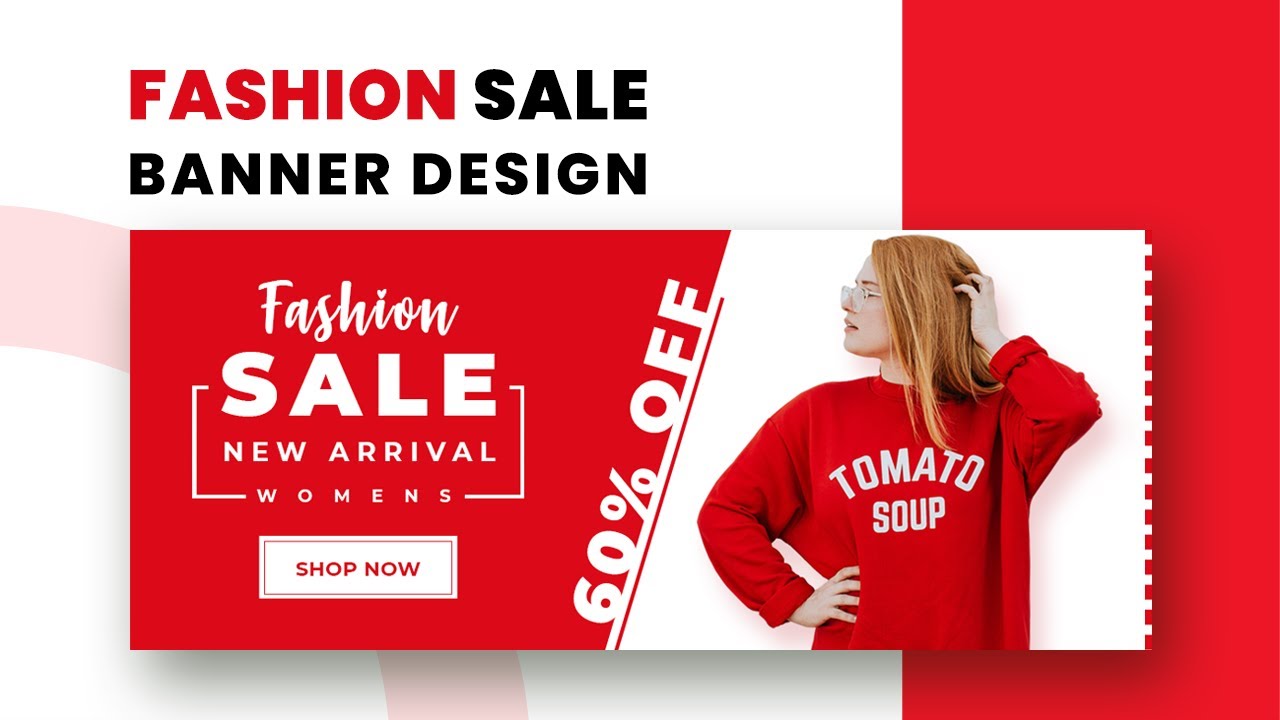 FASHION SALE
BANNER DESIGN
Fashion
SALE
NEW ARRIVAL
WOMENS
SHOP NOW
60% OFF
TOMATO
SOUP